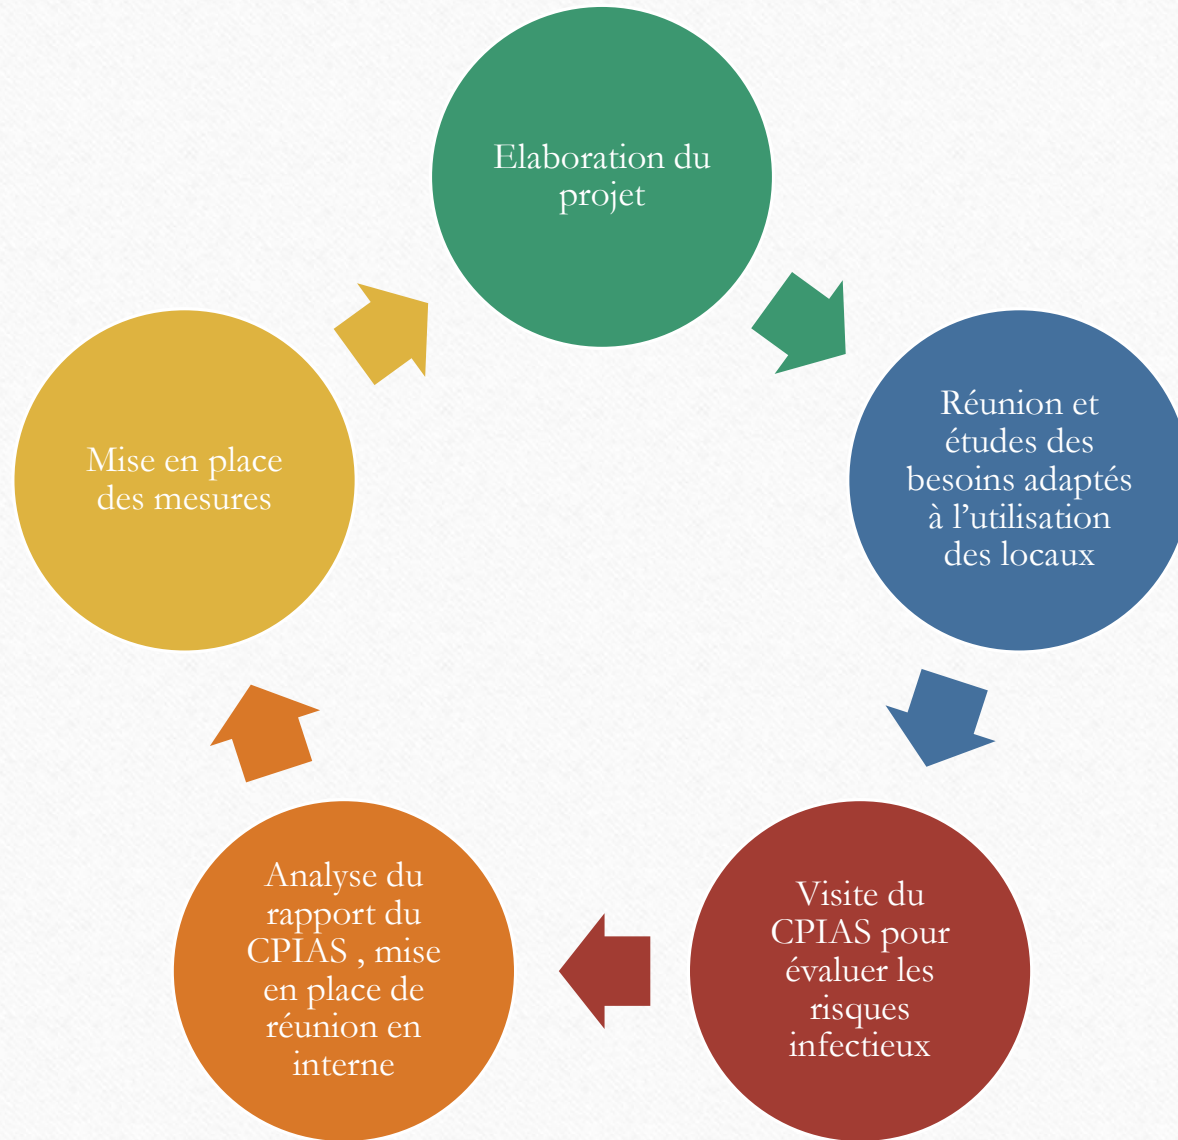 Elaboration du
projet
Réunion et
études des
besoins adaptés
à l’utilisation
des locaux
Visite du
CPIAS pour
évaluer les
risques
infectieux
Analyse du
rapport du
CPIAS , mise
en place de
réunion en
interne
Mise en place
des mesures